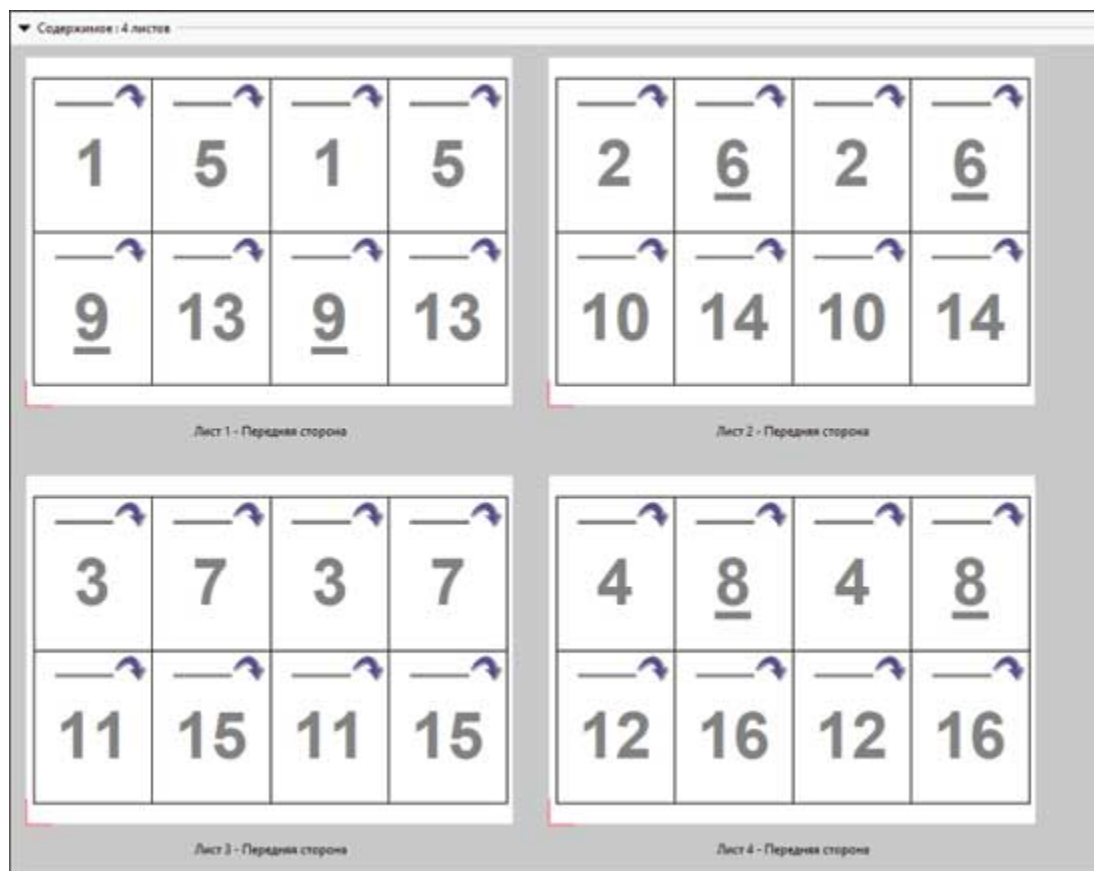 Содержимое : 4 листов
1 5 1 5
9 13 9 13
Лист 1 - Передняя сторона
2 6 2 6
10 14 10 14
Лист 2 - Передняя сторона
3 7 3 7
11 15 11 15
Лист 3 - Передняя сторона
4 8 4 8
12 16 12 16
Лист 4 - Передняя сторона